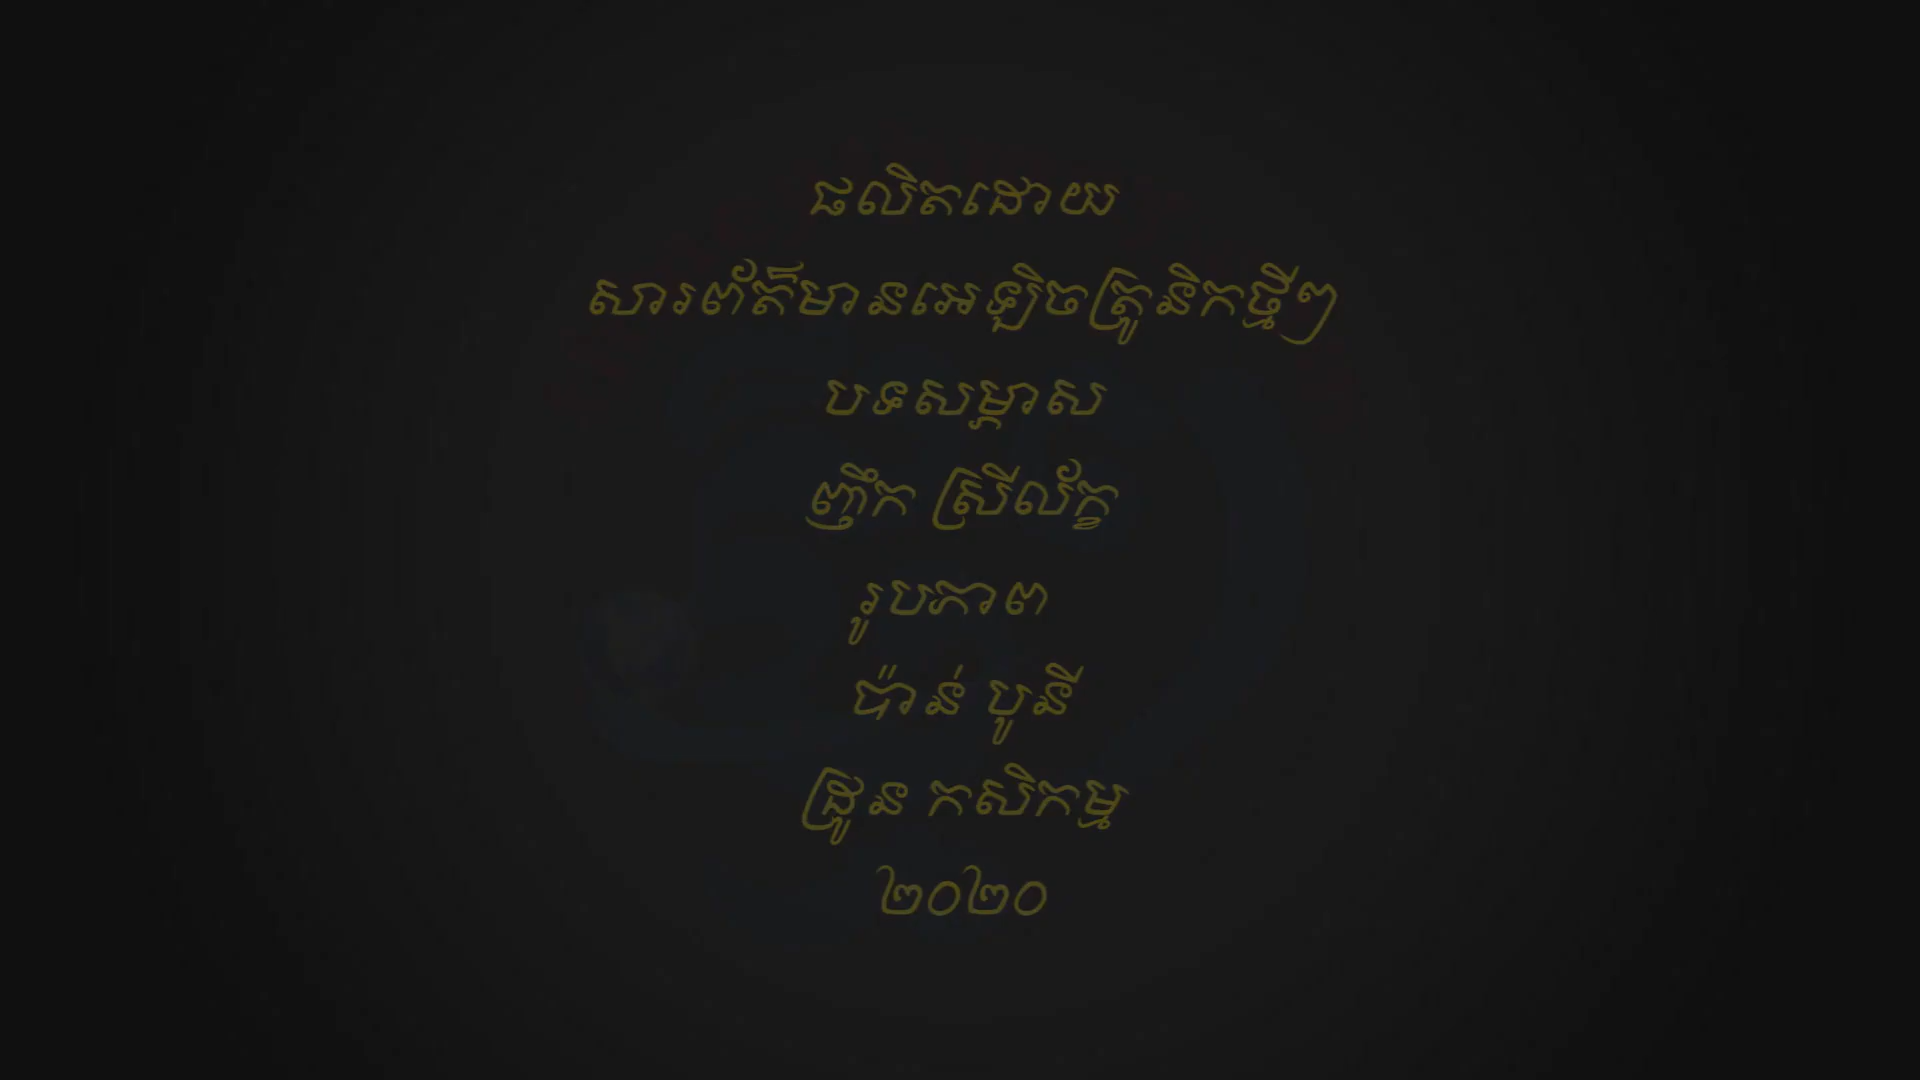 ផលិតដោយ
សារព័ត៌មានអេឡិចត្រូនិកថ្មីៗ
បទសម្ភាស
ញ៉ឹក ស្រីល័ក្ខ
រូបភាព
ប៉ាន់ បូនី
ដ្រូន កសិកម្ម
២០២០